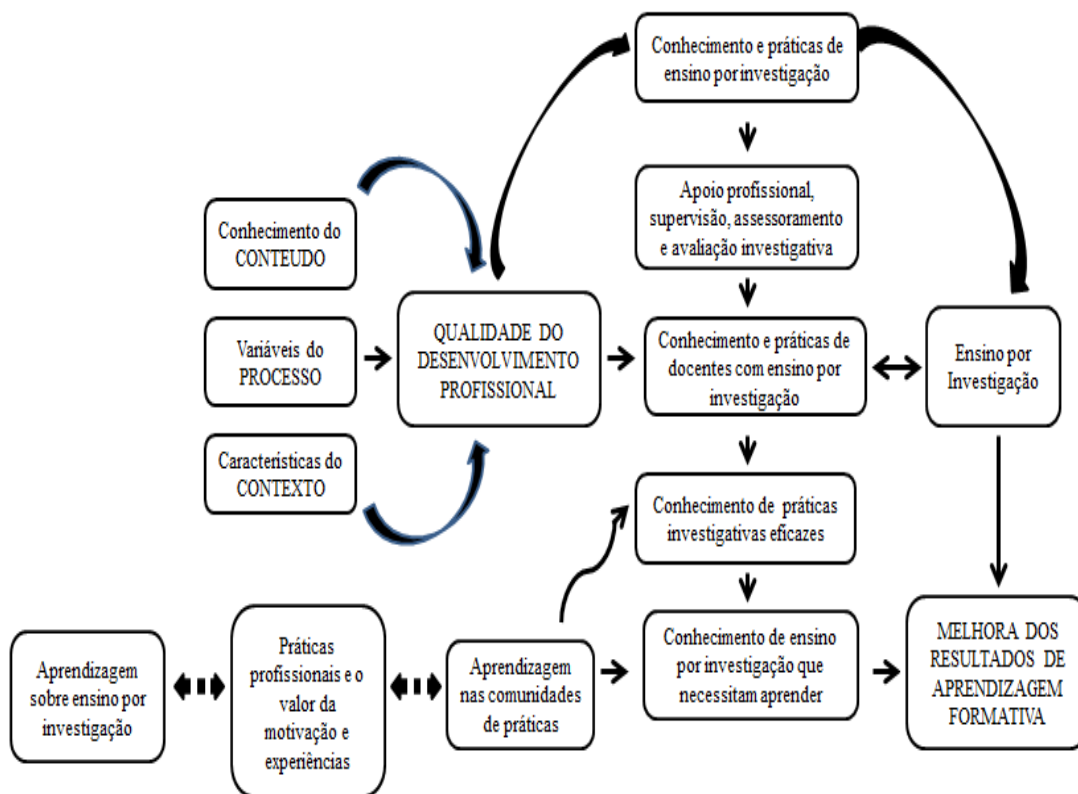 Conhecimento e práticas de
ensino por investigação
Apoio profissional,
supervisão, assessoramento
e avaliação investigativa
Conhecimento do
CONTEUDO
Variáveis do
PROCESSO
QUALIDADE DO
DESENVOLVIMENTO
PROFISSIONAL
Conhecimento e práticas de
docentes com ensino por
investigação
Ensino por
Investigação
Características do
CONTEXTO
Conhecimento de práticas
investigativas eficazes
Aprendizagem
sobre ensino por
investigação
Práticas
profissionais e o
valor da
motivação e
experiências
Aprendizagem
nas comunidades
de práticas
Conhecimento de ensino
por investigação que
necessitam aprender
MELHORA DOS
RESULTADOS DE
APRENDIZAGEM
FORMATIVA